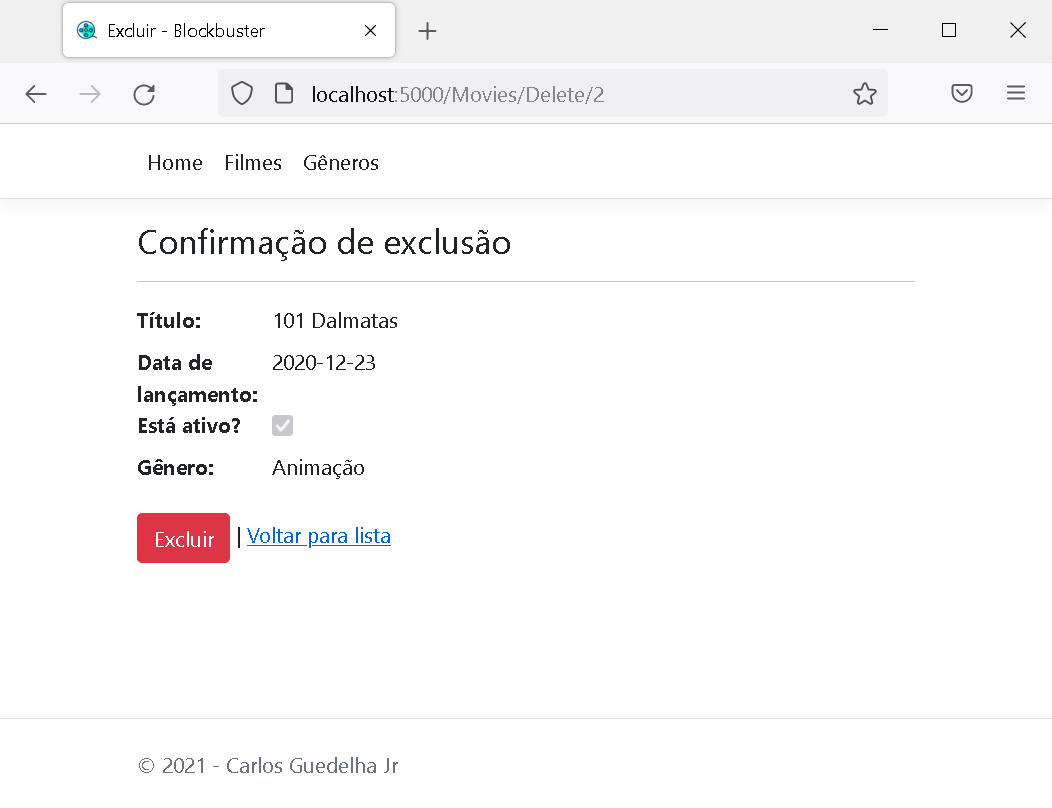 Excluir - Blockbuster
localhost:5000/Movies/Delete/2
Home Filmes Gêneros
Confirmação de exclusão
Título: 101 Dalmatas
Data de lançamento: 2020-12-23
Está ativo?
Gênero: Animação
Excluir | Voltar para lista
© 2021 - Carlos Guedelha Jr